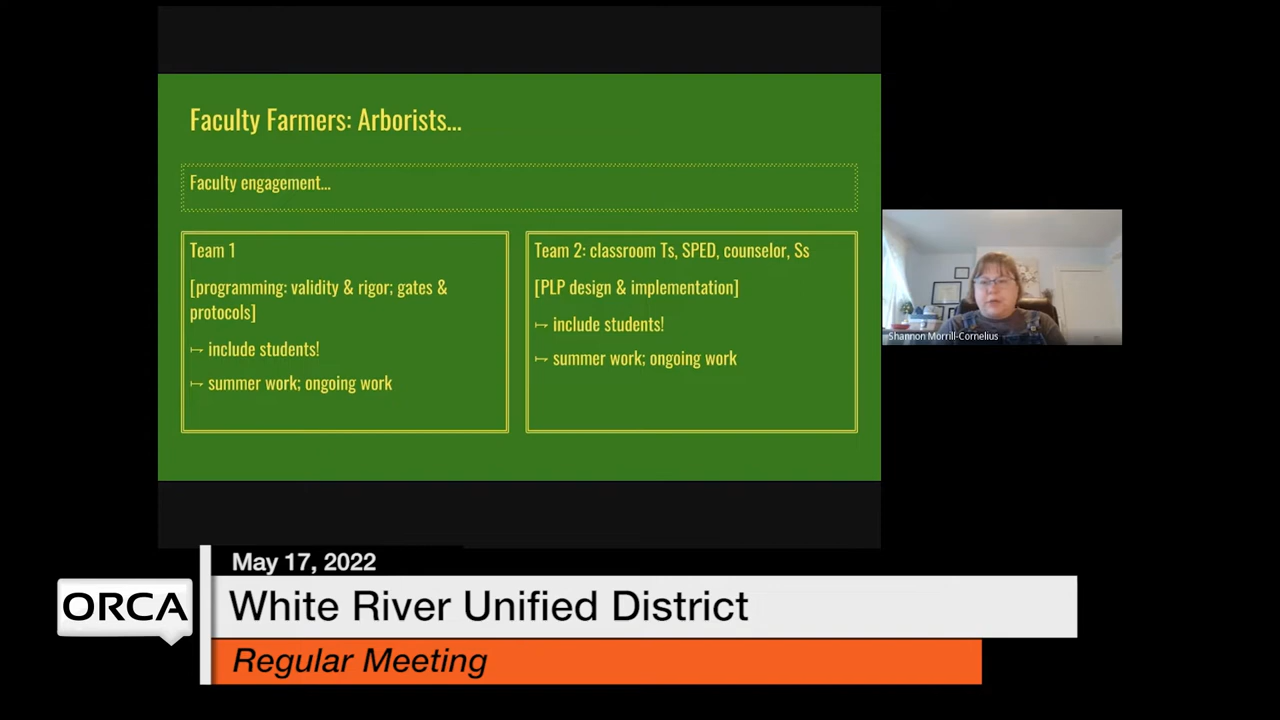 Faculty Farmers: Arborists...
Faculty engagement...
Team 1
[programming: validity & rigor; gates &
protocols]
↦ include students!
↦ summer work; ongoing work
Team 2: classroom Ts, SPED, counselor, Ss
[PLP design & implementation]
↦ include students!
↦ summer work; ongoing work
Shannon Morrill-Cornelius
May 17, 2022
ORCA
White River Unified District
Regular Meeting